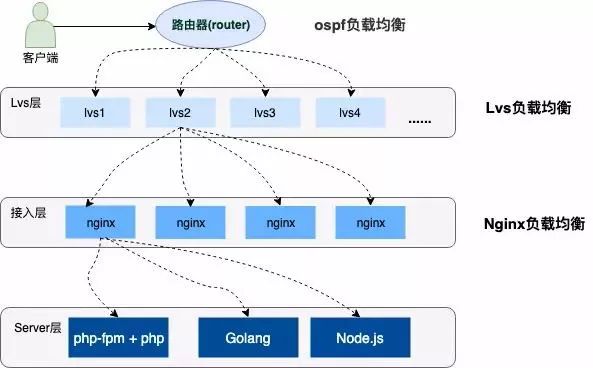 路由器(router)
ospf负载均衡
客户端
Lvs层
lvs1
lvs2
lvs3
lvs4
......
Lvs负载均衡
接入层
nginx
nginx
nginx
nginx
Nginx负载均衡
Server层
php-fpm + php
Golang
Node.js